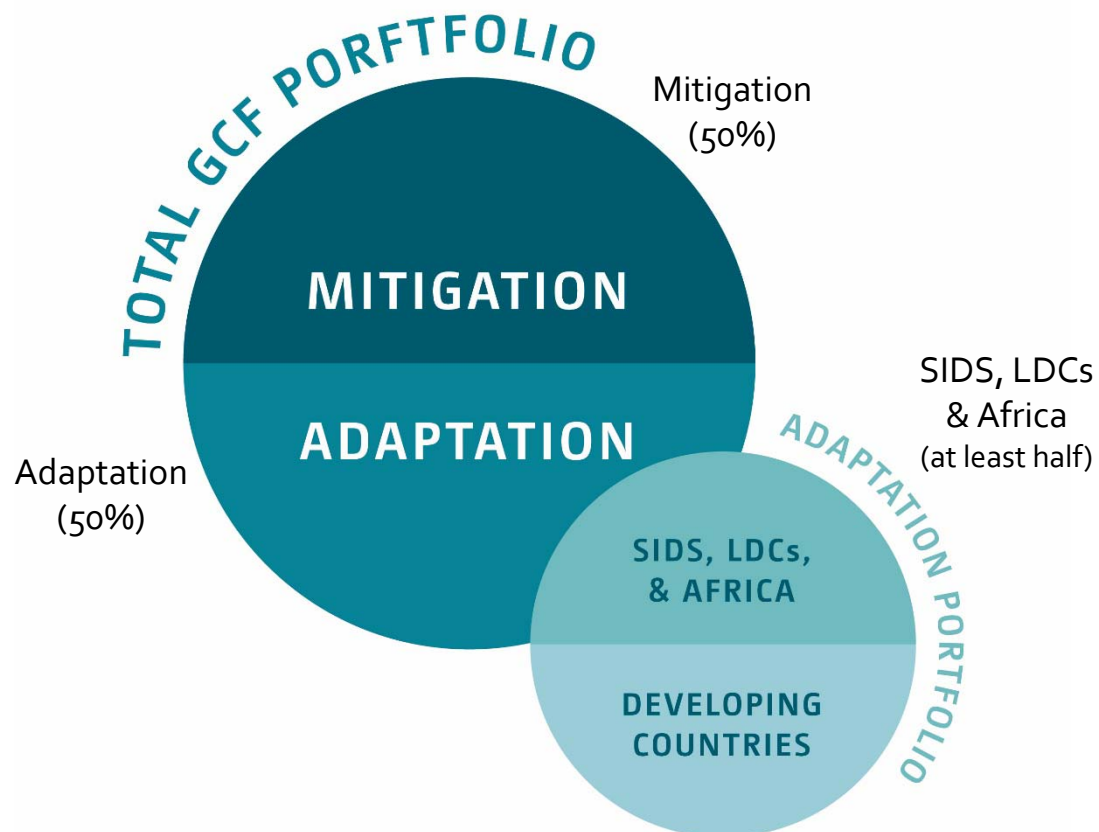 TOTAL GCF PORFTFOLIO
Mitigation
(50%)
MITIGATION
ADAPTATION
Adaptation
(50%)
SIDS, LDCs
& Africa
(at least half)
ADAPTATION PORTFOLIO
SIDS, LDCs,
& AFRICA
DEVELOPING
COUNTRIES